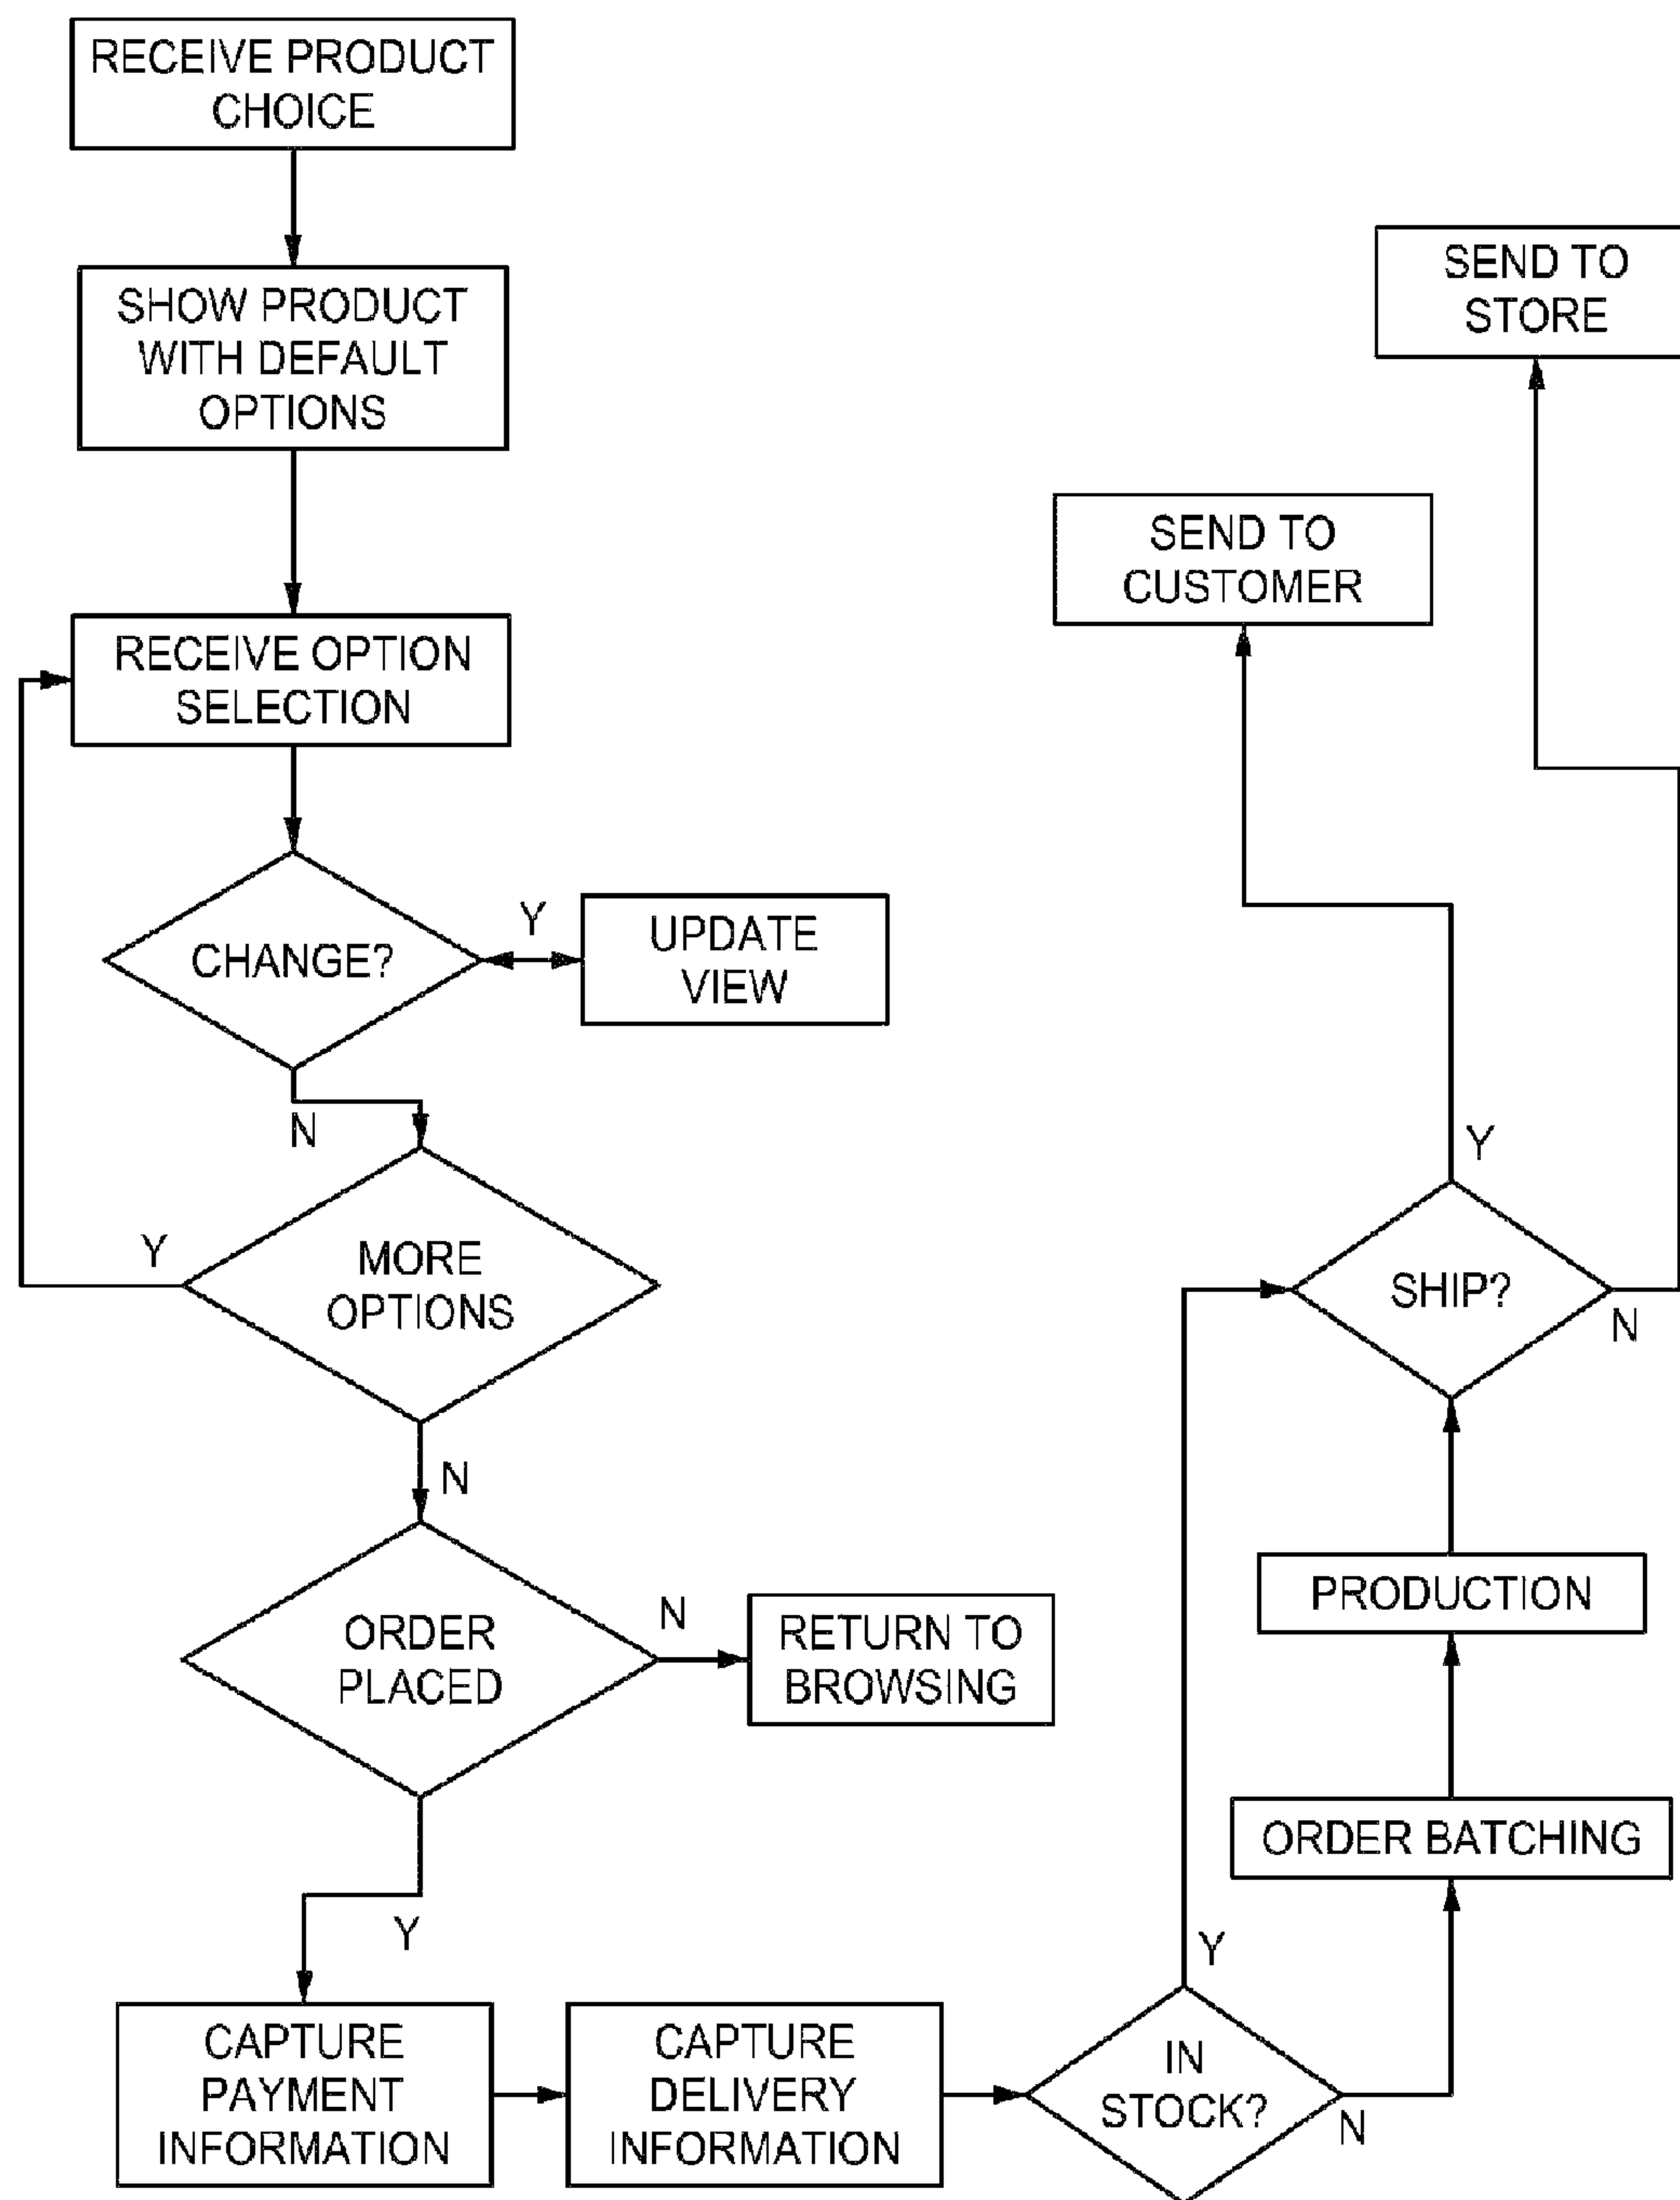 RECEIVE PRODUCT
CHOICE
SHOW PRODUCT
WITH DEFAULT
OPTIONS
RECEIVE OPTION
SELECTION
CHANGE?
Y
UPDATE
VIEW
N
MORE
OPTIONS
Y
N
ORDER
PLACED
N
RETURN TO
BROWSING
Y
CAPTURE
PAYMENT
INFORMATION
CAPTURE
DELIVERY
INFORMATION
IN
STOCK?
Y
N
ORDER BATCHING
PRODUCTION
SHIP?
Y
N
SEND TO
CUSTOMER
SEND TO
STORE